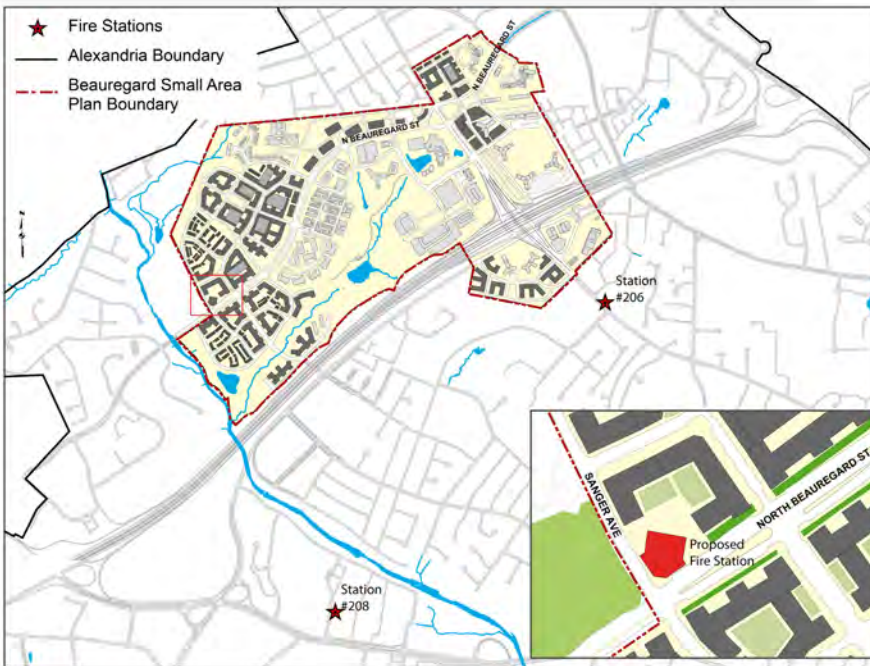 Fire Stations
Alexandria Boundary
Beauregard Small Area
Plan Boundary
N BEAUREGARD ST
N BEAUREGARD ST
Station
#206
Station
#208
SANGER AVE
NORTH BEAUREGARD ST
Proposed
Fire Station